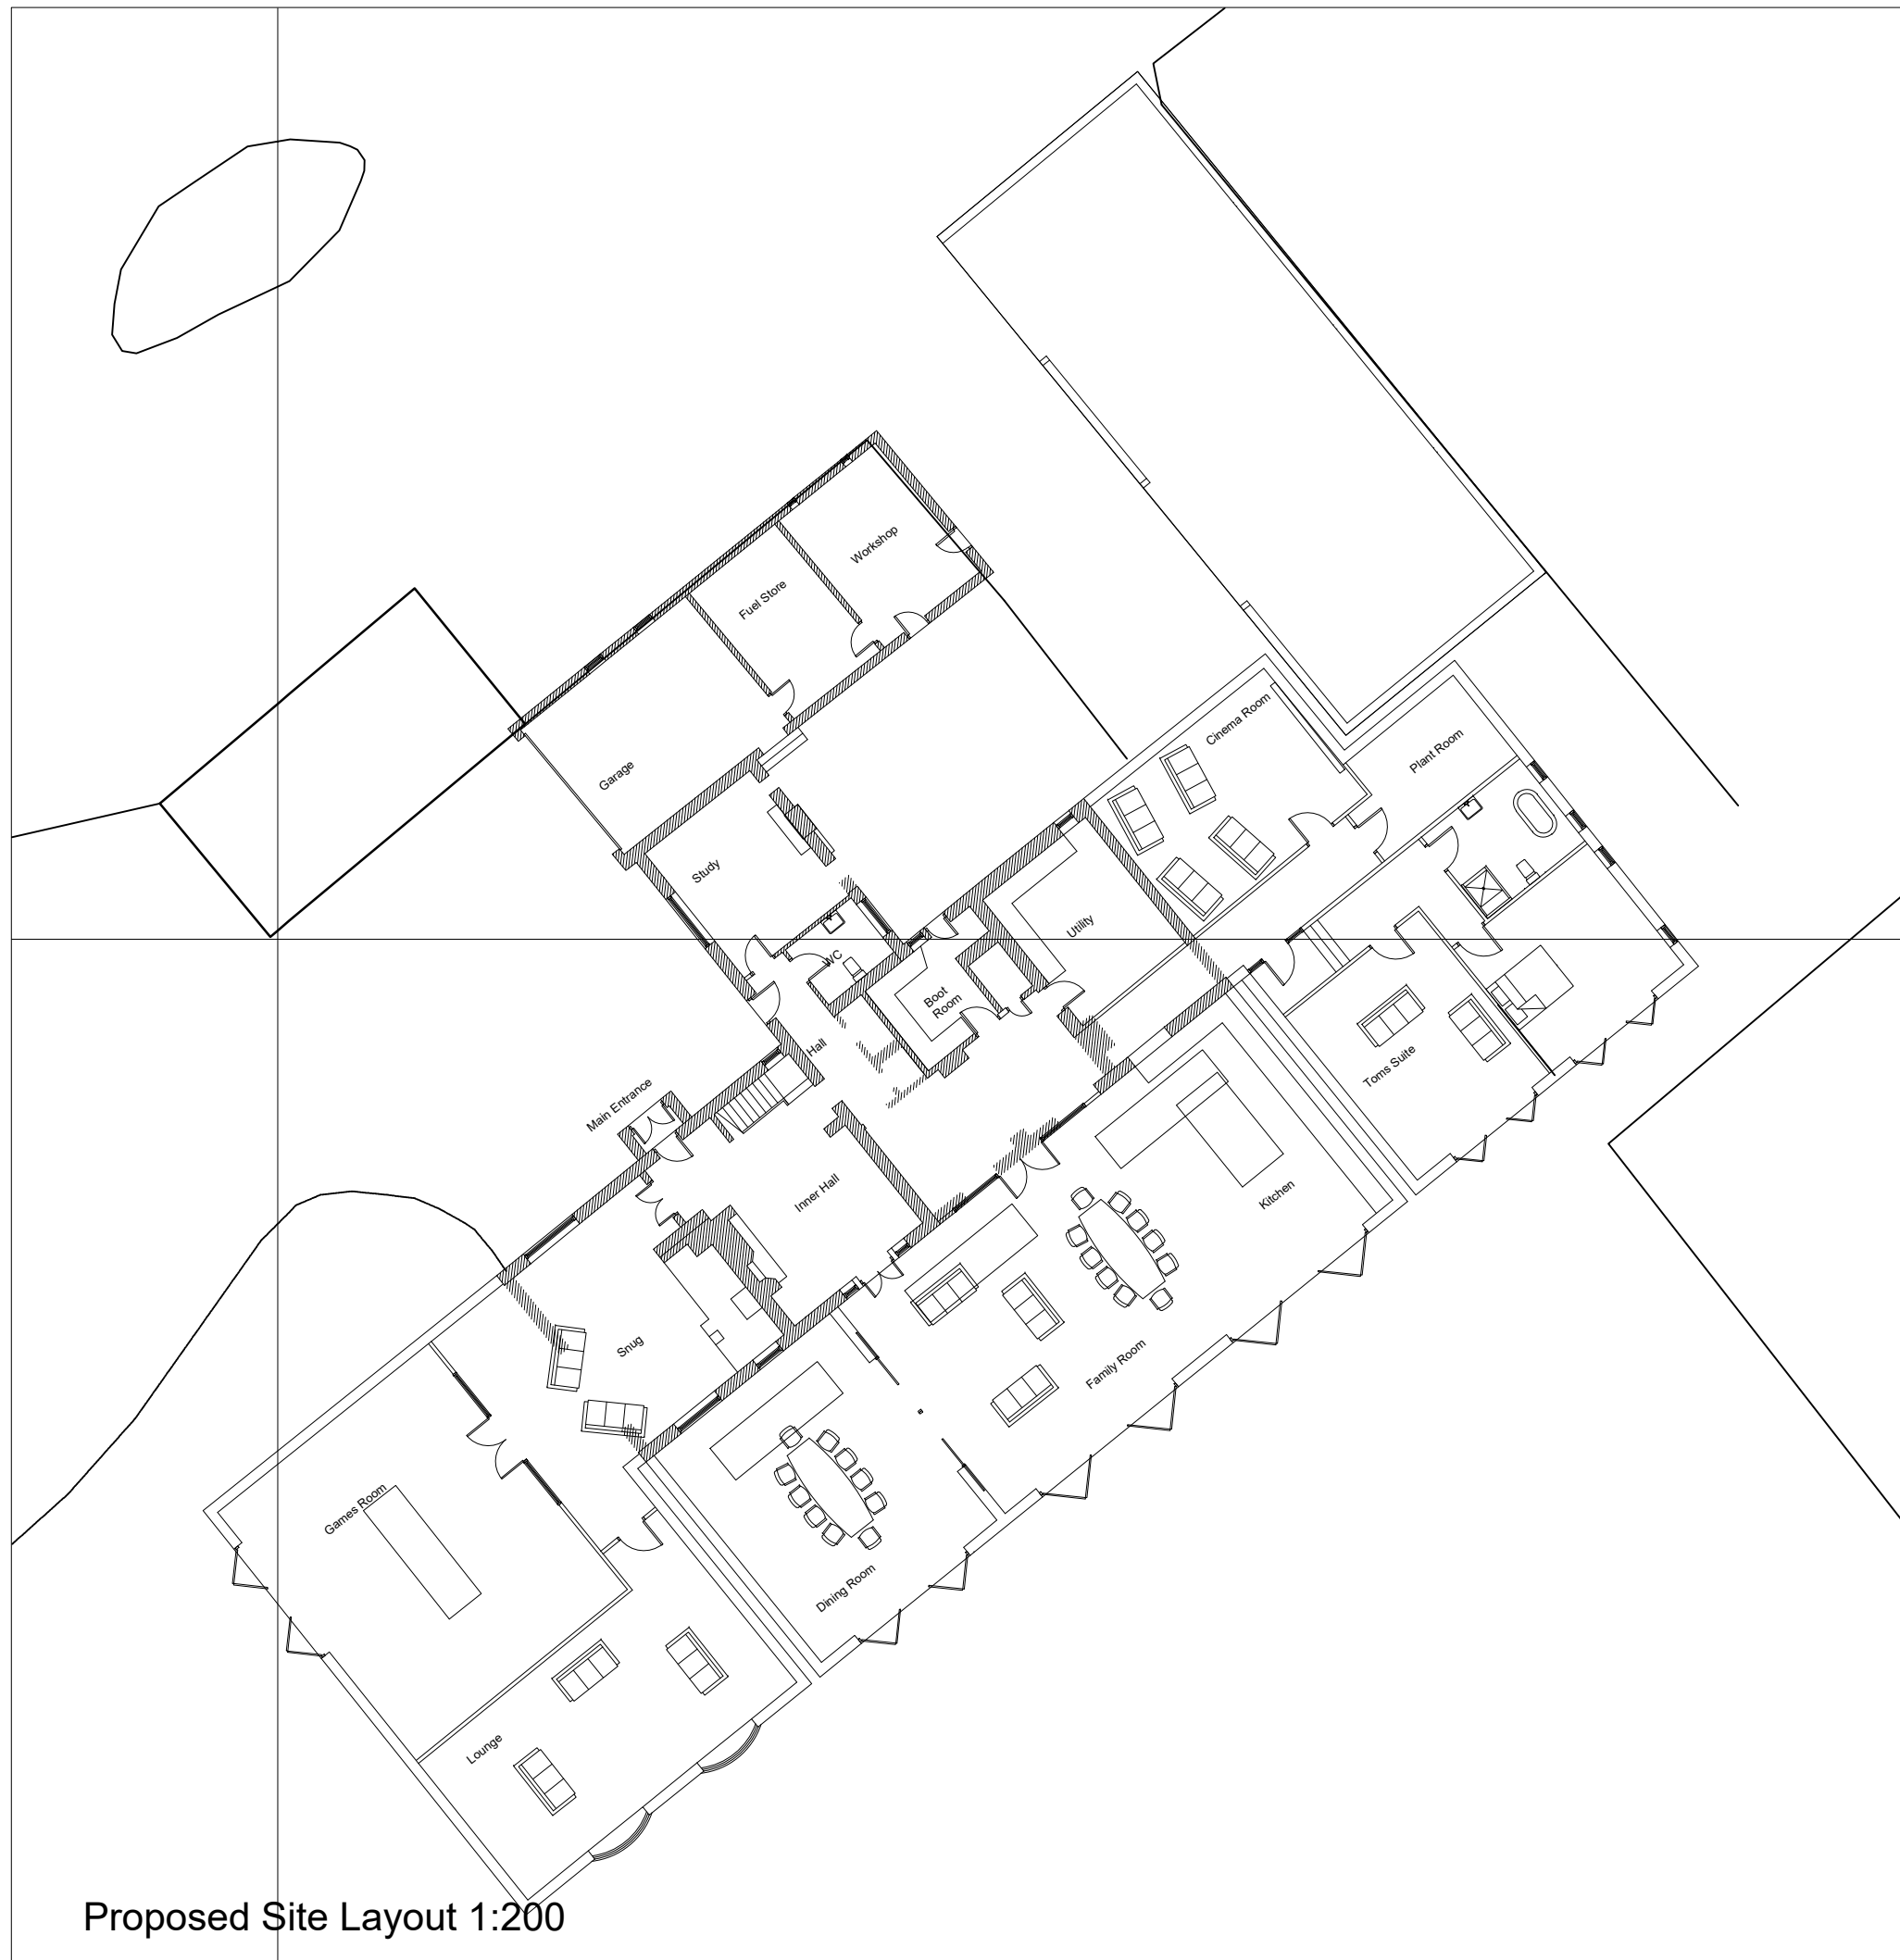 Workshop
Fuel Store
Garage
Cinema Room
Plant Room
Study
Utility
WC
Boot
Room
Hall
Toms Suite
Main Entrance
Inner Hall
Kitchen
Snug
Family Room
Games Room
Dining Room
Lounge
Proposed Site Layout 1:200